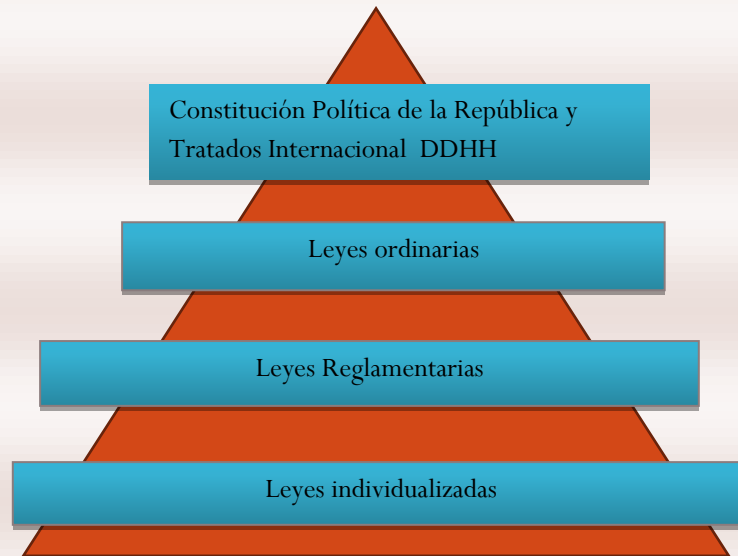 Constitución Política de la República y
Tratados Internacional DDHH
Leyes ordinarias
Leyes Reglamentarias
Leyes individualizadas